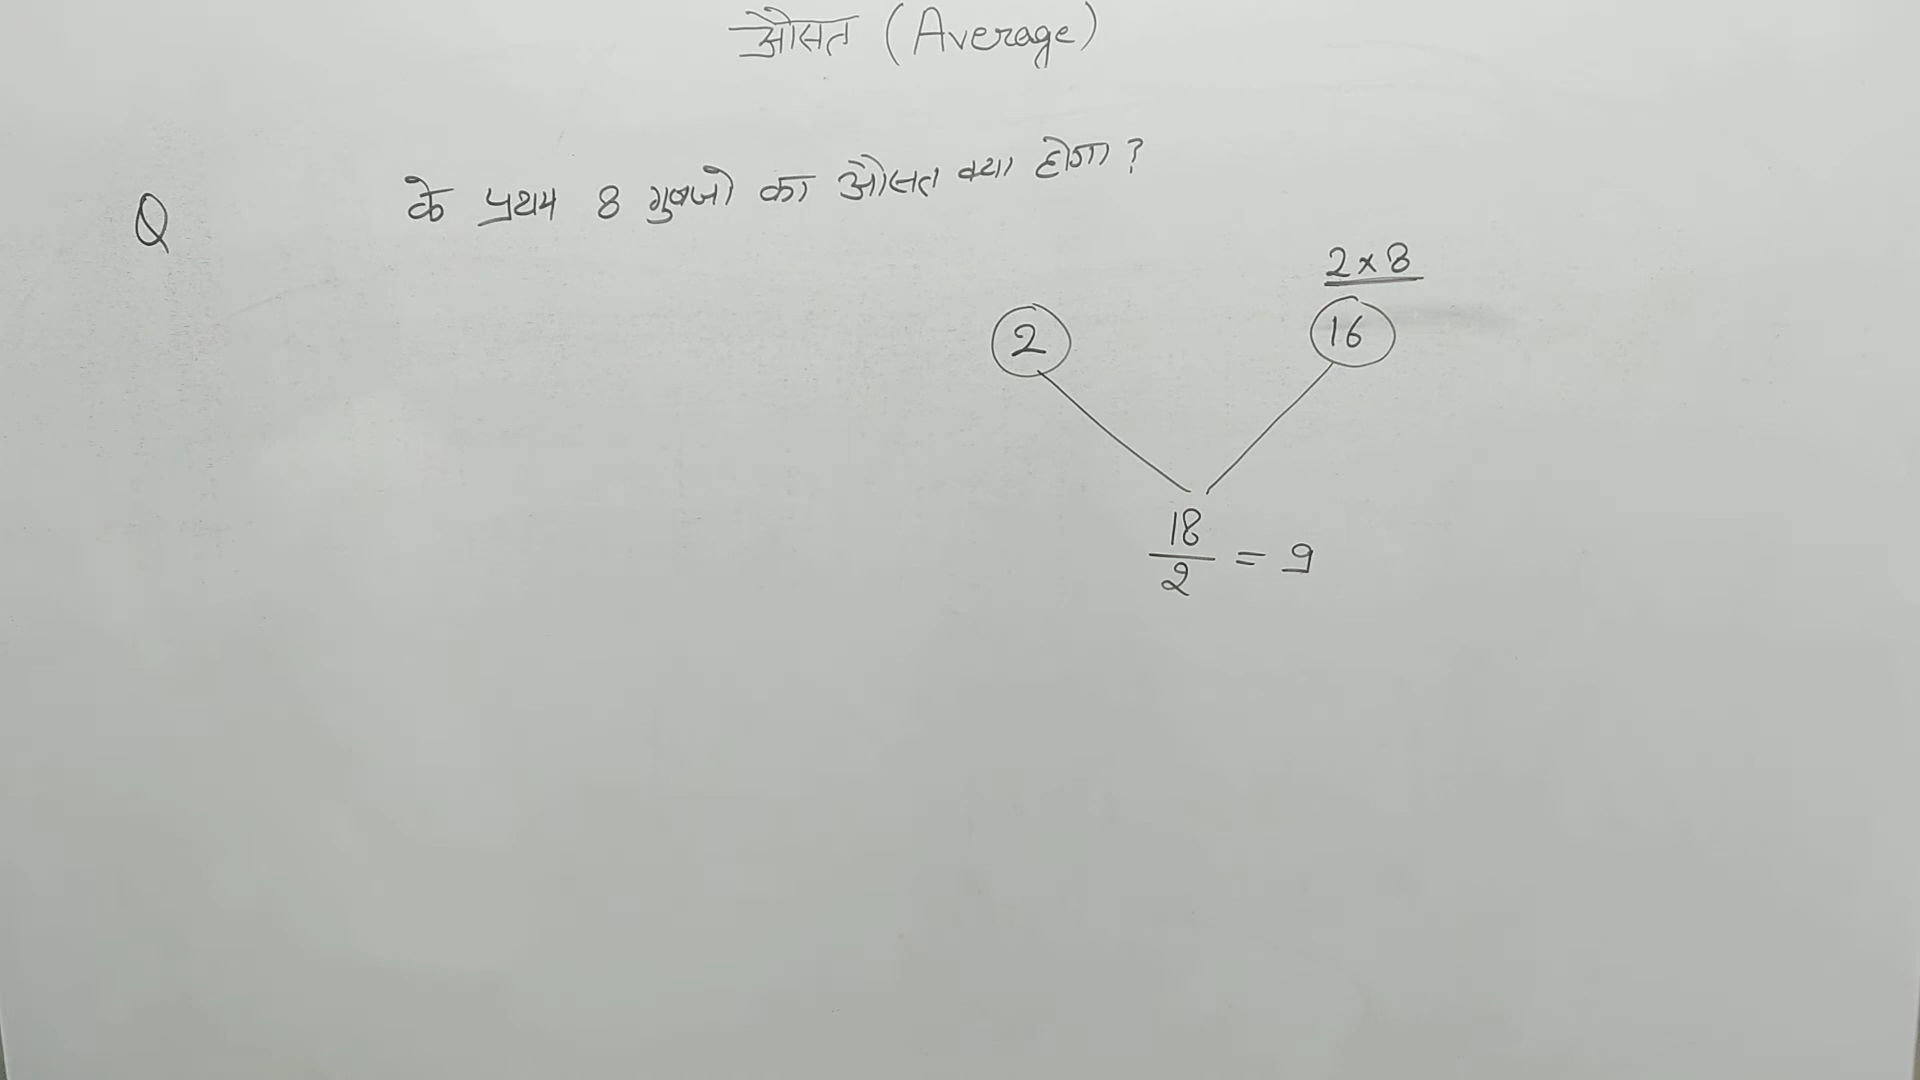 औसत (Average)
Q के प्रथम 8 गुणजो का औसत क्या होगा?
2×8
2 16
18
2 = 9